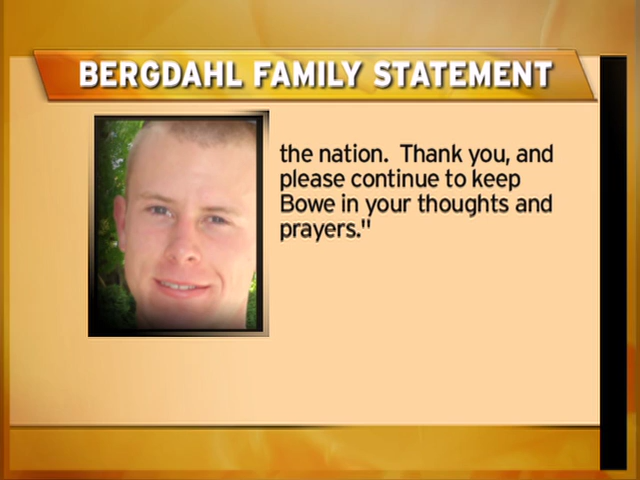 BERGDAHL FAMILY STATEMENT
the nation.  Thank you, and
please continue to keep
Bowe in your thoughts and
prayers."